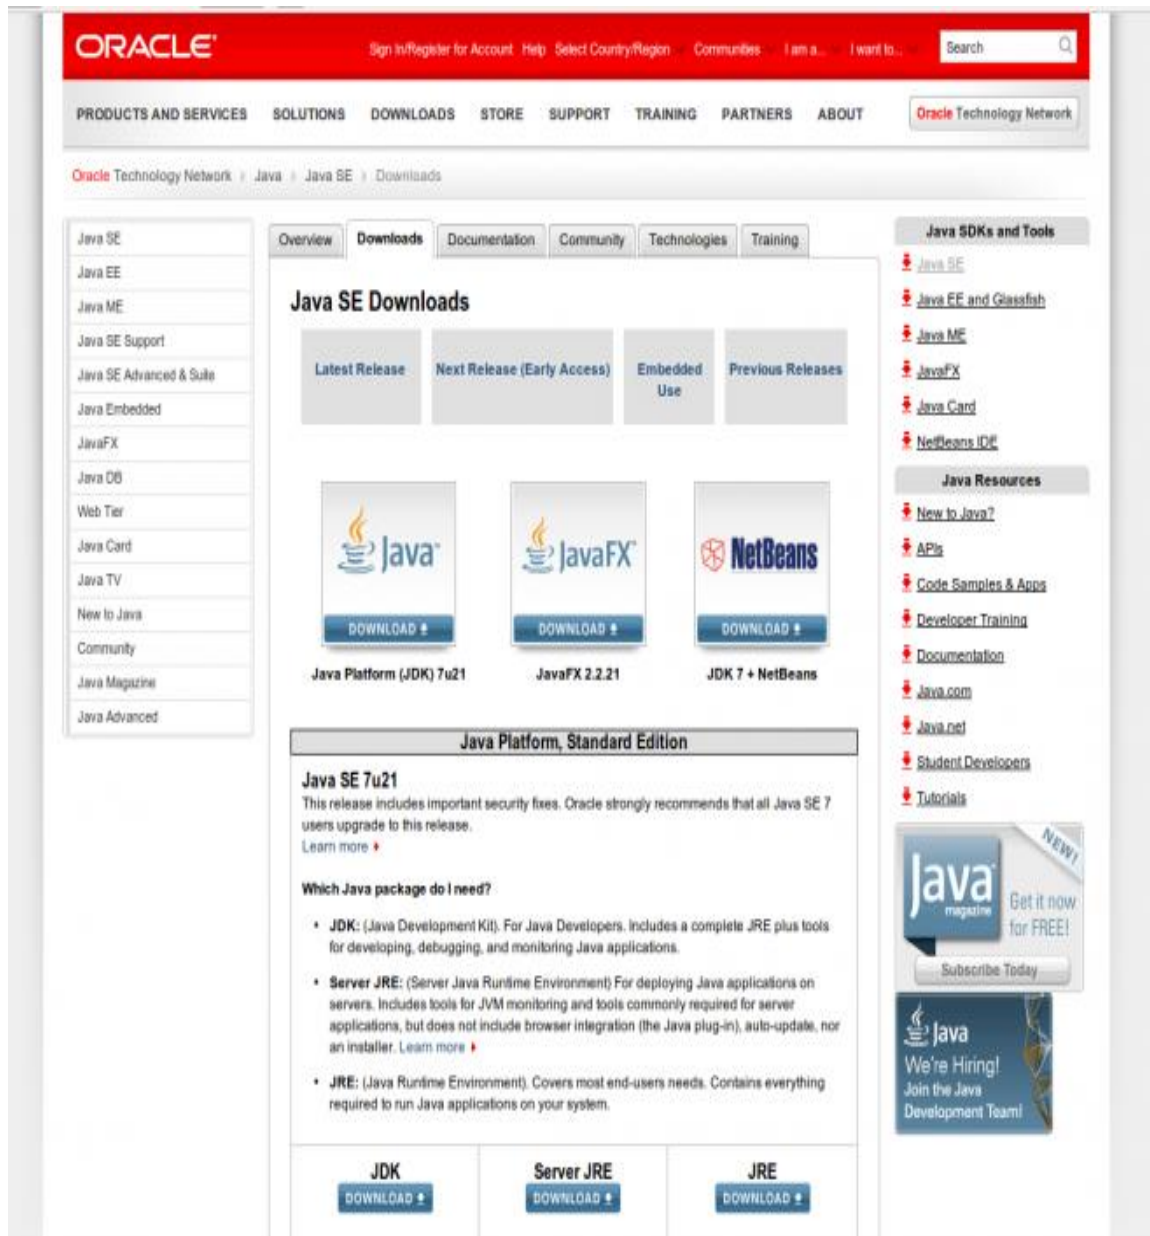 ORACLE
Sign In/Register for Account Help Select Country/Region Communities I am a... I want to... Search
PRODUCTS AND SERVICES SOLUTIONS DOWNLOADS STORE SUPPORT TRAINING PARTNERS ABOUT Oracle Technology Network
Oracle Technology Network Java Java SE Downloads
Java SE
Java EE
Java ME
Java SE Support
Java SE Advanced & Suite
Java Embedded
JavaFX
Java DB
Web Tier
Java Card
Java TV
New to Java
Community
Java Magazine
Java Advanced
Overview Downloads Documentation Community Technologies Training
Java SE Downloads
Latest Release Next Release (Early Access) Embedded Use Previous Releases
Java JavaFX NetBeans
DOWNLOAD DOWNLOAD DOWNLOAD
Java Platform (JDK) 7u21 JavaFX 2.2.21 JDK 7 + NetBeans
Java Platform, Standard Edition
Java SE 7u21
This release includes important security fixes. Oracle strongly recommends that all Java SE 7
users upgrade to this release.
Learn more
Which Java package do I need?
• JDK: (Java Development Kit). For Java Developers. Includes a complete JRE plus tools
for developing, debugging, and monitoring Java applications.
• Server JRE: (Server Java Runtime Environment) For deploying Java applications on
servers. Includes tools for JVM monitoring and tools commonly required for server
applications, but does not include browser integration (the Java plug-in), auto-update, nor
an installer. Learn more
• JRE: (Java Runtime Environment). Covers most end-users needs. Contains everything
required to run Java applications on your system.
JDK Server JRE JRE
DOWNLOAD DOWNLOAD DOWNLOAD
Java SDKs and Tools
Java SE
Java EE and Glassfish
Java ME
JavaFX
Java Card
NetBeans IDE
Java Resources
New to Java?
APIs
Code Samples & Apps
Developer Training
Documentation
Java.com
Java.net
Student Developers
Tutorials
NEW!
Java
magazine
Get it now
for FREE!
Subscribe Today
Java
We're Hiring!
Join the Java
Development Team!